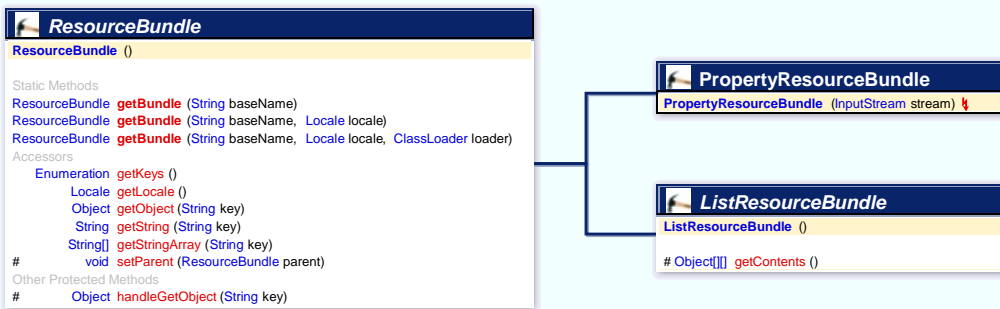 ResourceBundle
ResourceBundle ()
Static Methods
ResourceBundle getBundle (String baseName)
ResourceBundle getBundle (String baseName, Locale locale)
ResourceBundle getBundle (String baseName, Locale locale, ClassLoader loader)
Accessors
Enumeration getKeys ()
Locale getLocale ()
Object getObject (String key)
String getString (String key)
String[] getStringArray (String key)
# void setParent (ResourceBundle parent)
Other Protected Methods
# Object handleGetObject (String key)
PropertyResourceBundle
PropertyResourceBundle (InputStream stream)
ListResourceBundle
ListResourceBundle ()
# Object[][] getContents ()